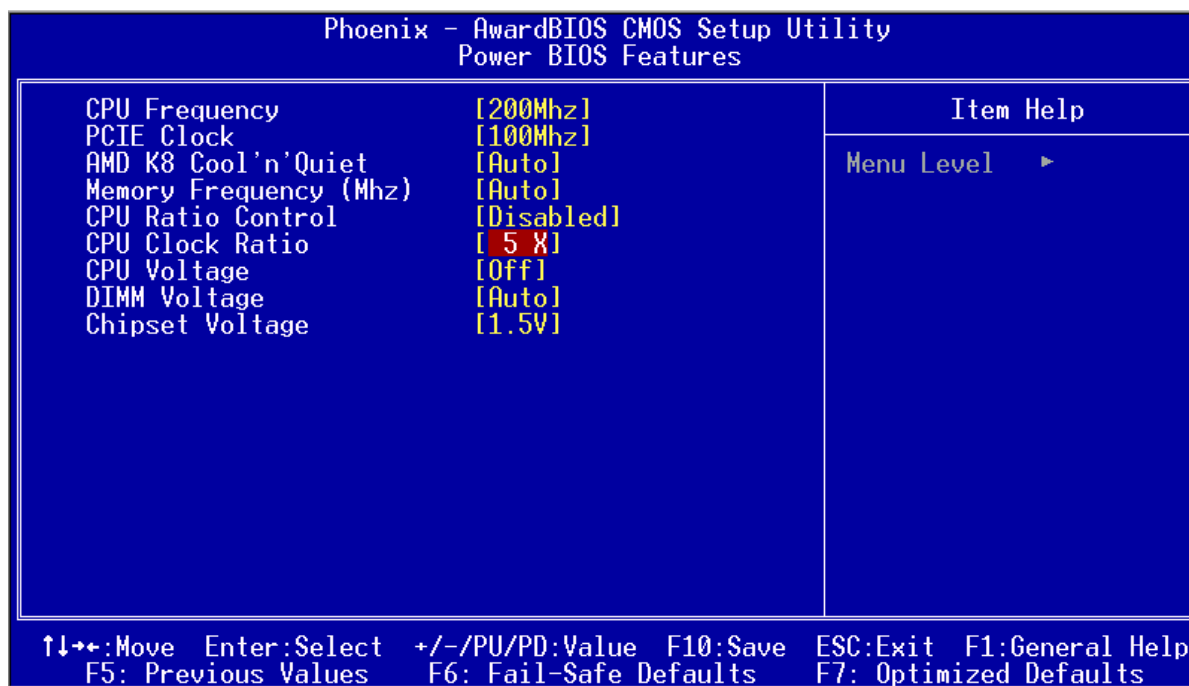 Phoenix - AwardBIOS CMOS Setup Utility
Power BIOS Features
CPU Frequency [200Mhz]
PCIE Clock [100Mhz]
AMD K8 Cool'n'Quiet [Auto]
Memory Frequency (Mhz) [Auto]
CPU Ratio Control [Disabled]
CPU Clock Ratio [ 5 X]
CPU Voltage [Off]
DIMM Voltage [Auto]
Chipset Voltage [1.5V]
Item Help
Menu Level ►
↑↓→←:Move Enter:Select +/-/PU/PD:Value F10:Save ESC:Exit F1:General Help
F5: Previous Values F6: Fail-Safe Defaults F7: Optimized Defaults